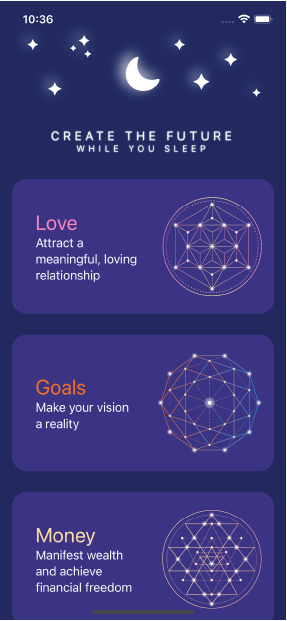 10:36
CREATE THE FUTURE
WHILE YOU SLEEP
Love
Attract a
meaningful, loving
relationship
Goals
Make your vision
a reality
Money
Manifest wealth
and achieve
financial freedom